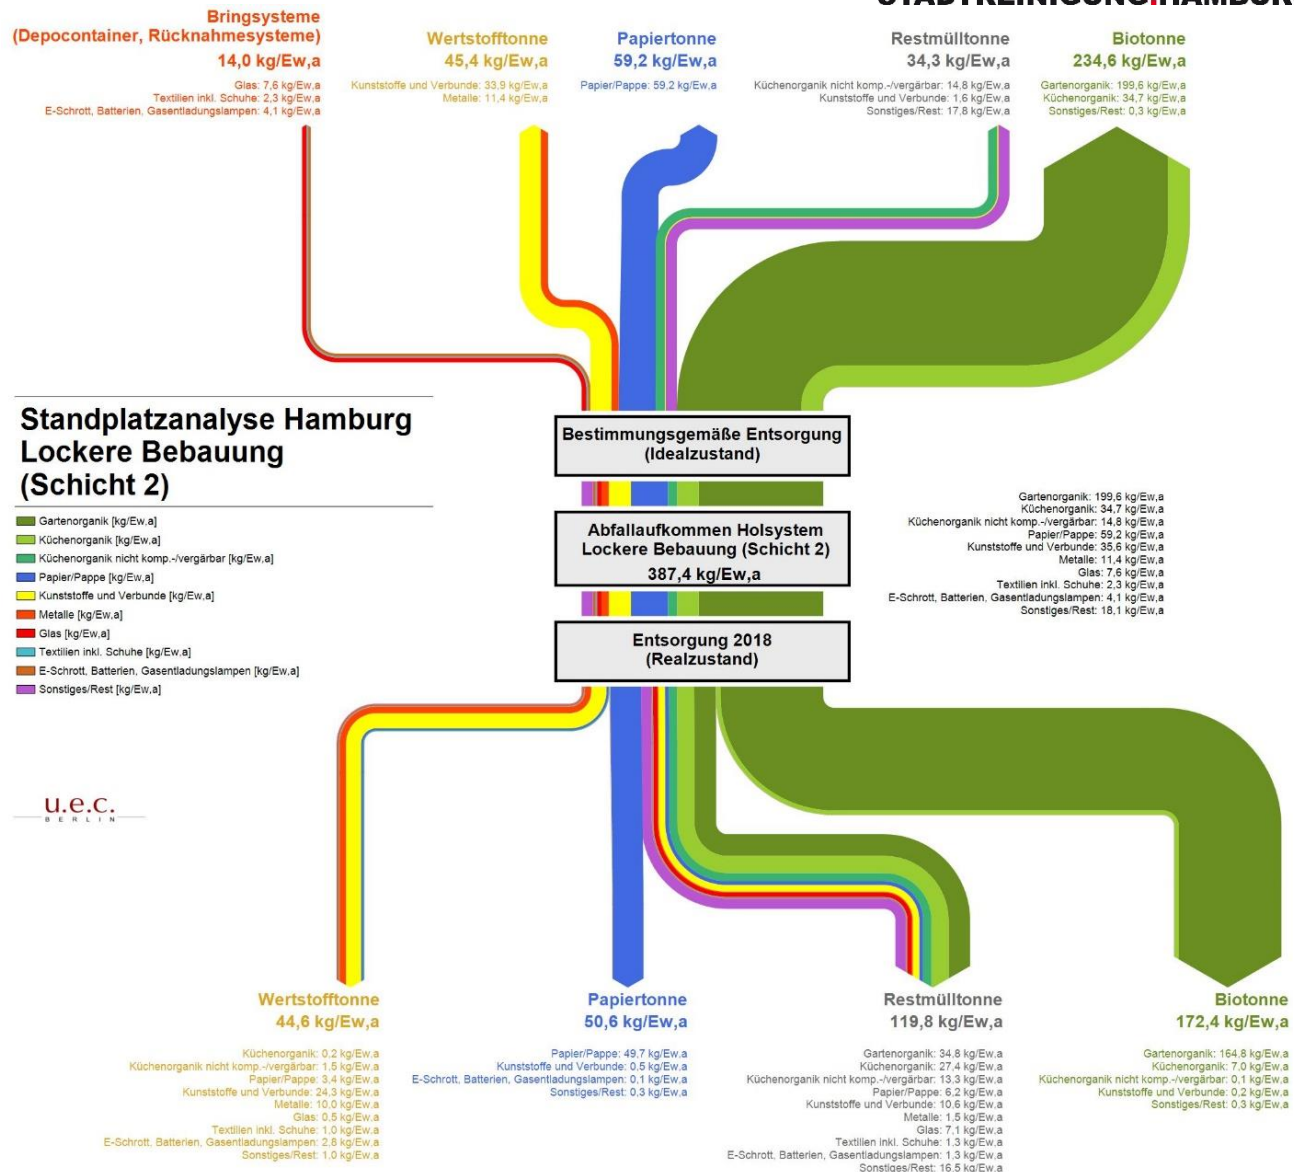 Bringsysteme
(Depocontainer, Rücknahmesysteme)
14,0 kg/Ew,a
Glas: 7,6 kg/Ew,a
Textilien inkl. Schuhe: 2,3 kg/Ew,a
E-Schrott, Batterien, Gasentladungslampen: 4,1 kg/Ew,a
Wertstofftonne
45,4 kg/Ew,a
Kunststoffe und Verbunde: 33,9 kg/Ew,a
Metalle: 11,4 kg/Ew,a
Papiertonne
59,2 kg/Ew,a
Papier/Pappe: 59,2 kg/Ew,a
Restmülltonne
34,3 kg/Ew,a
Küchenorganik nicht komp.-/vergärbar: 14,8 kg/Ew,a
Kunststoffe und Verbunde: 1,6 kg/Ew,a
Sonstiges/Rest: 17,8 kg/Ew,a
Biotonne
234,6 kg/Ew,a
Gartenorganik: 199,6 kg/Ew,a
Küchenorganik: 34,7 kg/Ew,a
Sonstiges/Rest: 0,3 kg/Ew,a
Standplatzanalyse Hamburg
Lockere Bebauung
(Schicht 2)
Gartenorganik [kg/Ew,a]
Küchenorganik [kg/Ew,a]
Küchenorganik nicht komp.-/vergärbar [kg/Ew,a]
Papier/Pappe [kg/Ew,a]
Kunststoffe und Verbunde [kg/Ew,a]
Metalle [kg/Ew,a]
Glas [kg/Ew,a]
Textilien inkl. Schuhe [kg/Ew,a]
E-Schrott, Batterien, Gasentladungslampen [kg/Ew,a]
Sonstiges/Rest [kg/Ew,a]
u.e.c.
BERLIN
Bestimmungsgemäße Entsorgung
(Idealzustand)
Abfallaufkommen Holsystem
Lockere Bebauung (Schicht 2)
387,4 kg/Ew,a
Entsorgung 2018
(Realzustand)
Gartenorganik: 199,6 kg/Ew,a
Küchenorganik: 34,7 kg/Ew,a
Küchenorganik nicht komp.-/vergärbar: 14,8 kg/Ew,a
Papier/Pappe: 59,2 kg/Ew,a
Kunststoffe und Verbunde: 35,6 kg/Ew,a
Metalle: 11,4 kg/Ew,a
Glas: 7,6 kg/Ew,a
Textilien inkl. Schuhe: 2,3 kg/Ew,a
E-Schrott, Batterien, Gasentladungslampen: 4,1 kg/Ew,a
Sonstiges/Rest: 18,1 kg/Ew,a
Wertstofftonne
44,6 kg/Ew,a
Küchenorganik: 0,2 kg/Ew,a
Küchenorganik nicht komp.-/vergärbar: 1,5 kg/Ew,a
Papier/Pappe: 3,4 kg/Ew,a
Kunststoffe und Verbunde: 24,3 kg/Ew,a
Metalle: 10,0 kg/Ew,a
Glas: 0,5 kg/Ew,a
Textilien inkl. Schuhe: 1,0 kg/Ew,a
E-Schrott, Batterien, Gasentladungslampen: 2,8 kg/Ew,a
Sonstiges/Rest: 1,0 kg/Ew,a
Papiertonne
50,6 kg/Ew,a
Papier/Pappe: 49,7 kg/Ew,a
Kunststoffe und Verbunde: 0,5 kg/Ew,a
E-Schrott, Batterien, Gasentladungslampen: 0,1 kg/Ew,a
Sonstiges/Rest: 0,3 kg/Ew,a
Restmülltonne
119,8 kg/Ew,a
Gartenorganik: 34,8 kg/Ew,a
Küchenorganik: 27,4 kg/Ew,a
Küchenorganik nicht komp.-/vergärbar: 13,3 kg/Ew,a
Papier/Pappe: 6,2 kg/Ew,a
Kunststoffe und Verbunde: 10,6 kg/Ew,a
Metalle: 1,5 kg/Ew,a
Glas: 7,1 kg/Ew,a
Textilien inkl. Schuhe: 1,3 kg/Ew,a
E-Schrott, Batterien, Gasentladungslampen: 1,3 kg/Ew,a
Sonstiges/Rest: 16,5 kg/Ew,a
Biotonne
172,4 kg/Ew,a
Gartenorganik: 164,8 kg/Ew,a
Küchenorganik: 7,0 kg/Ew,a
Küchenorganik nicht komp.-/vergärbar: 0,1 kg/Ew,a
Kunststoffe und Verbunde: 0,2 kg/Ew,a
Sonstiges/Rest: 0,3 kg/Ew,a